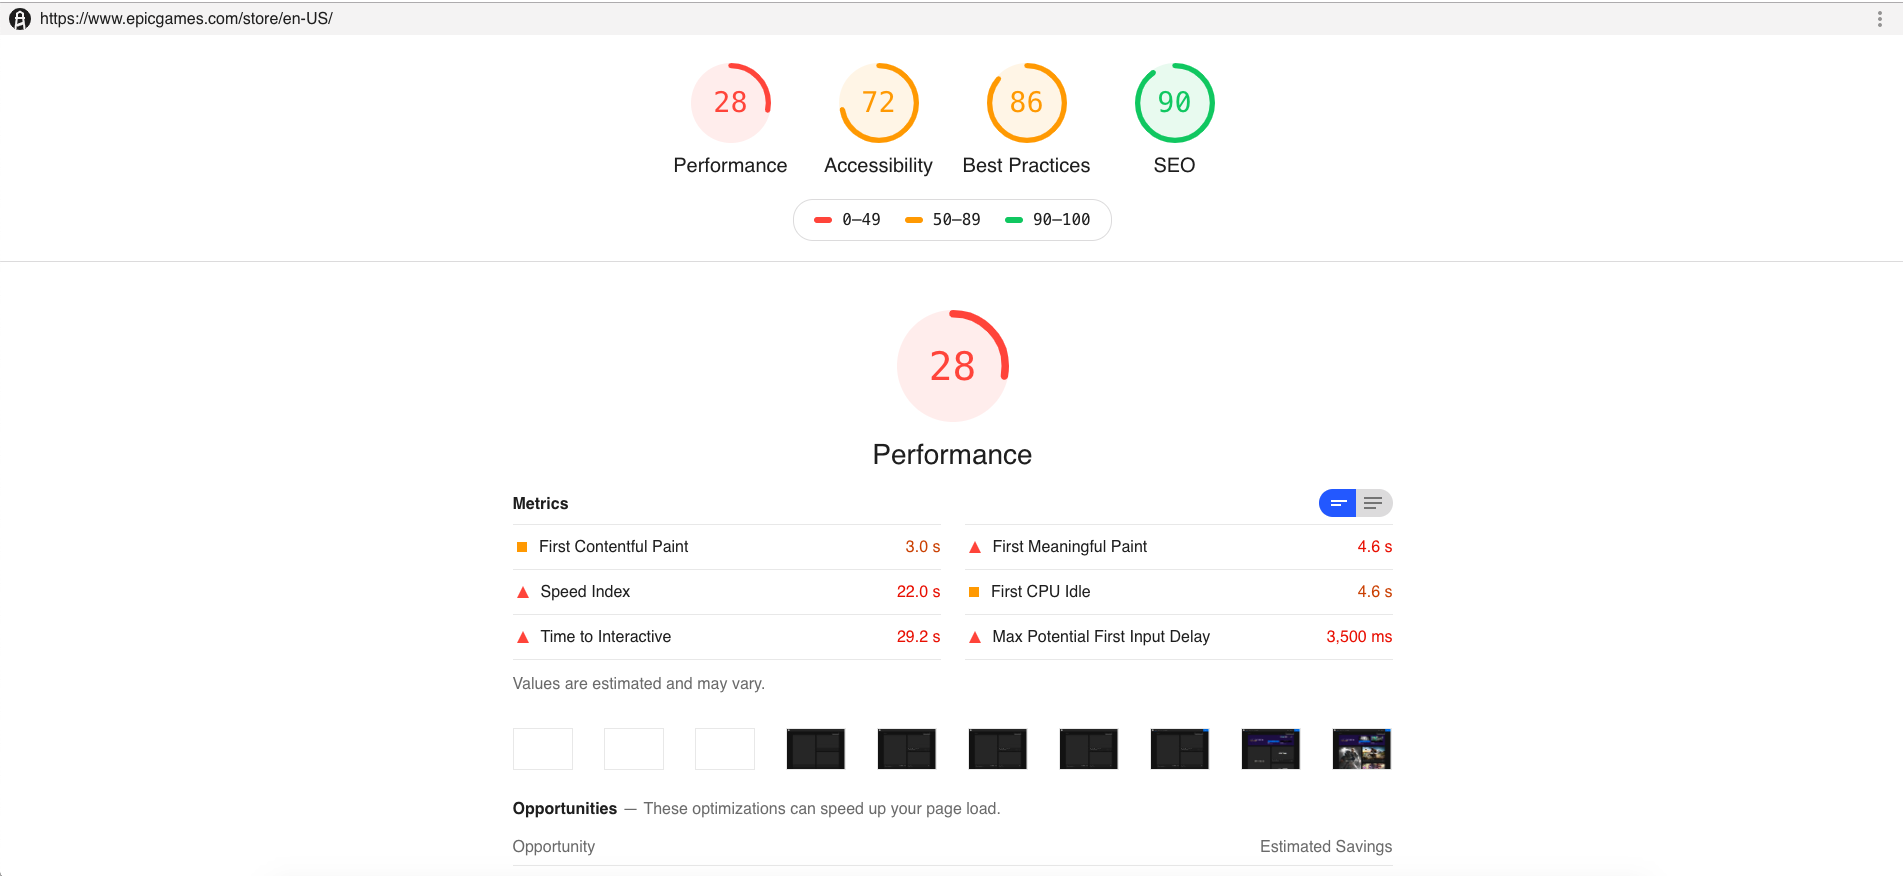 https://www.epicgames.com/store/en-US/
28 72 86 90
Performance Accessibility Best Practices SEO
0–49 50–89 90–100
28
Performance
Metrics
First Contentful Paint 3.0 s
First Meaningful Paint 4.6 s
Speed Index 22.0 s
First CPU Idle 4.6 s
Time to Interactive 29.2 s
Max Potential First Input Delay 3,500 ms
Values are estimated and may vary.
Opportunities — These optimizations can speed up your page load.
Opportunity Estimated Savings